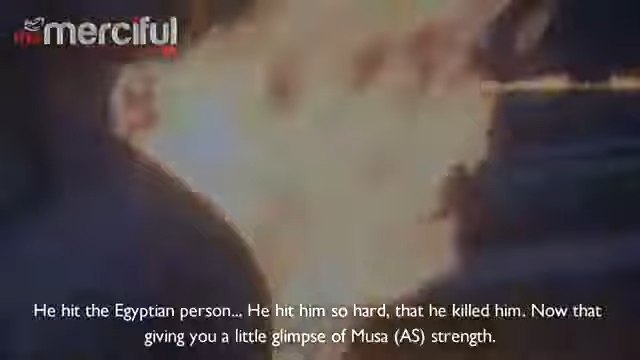 the merciful
He hit the Egyptian person... He hit him so hard, that he killed him. Now that
giving you a little glimpse of Musa (AS) strength.